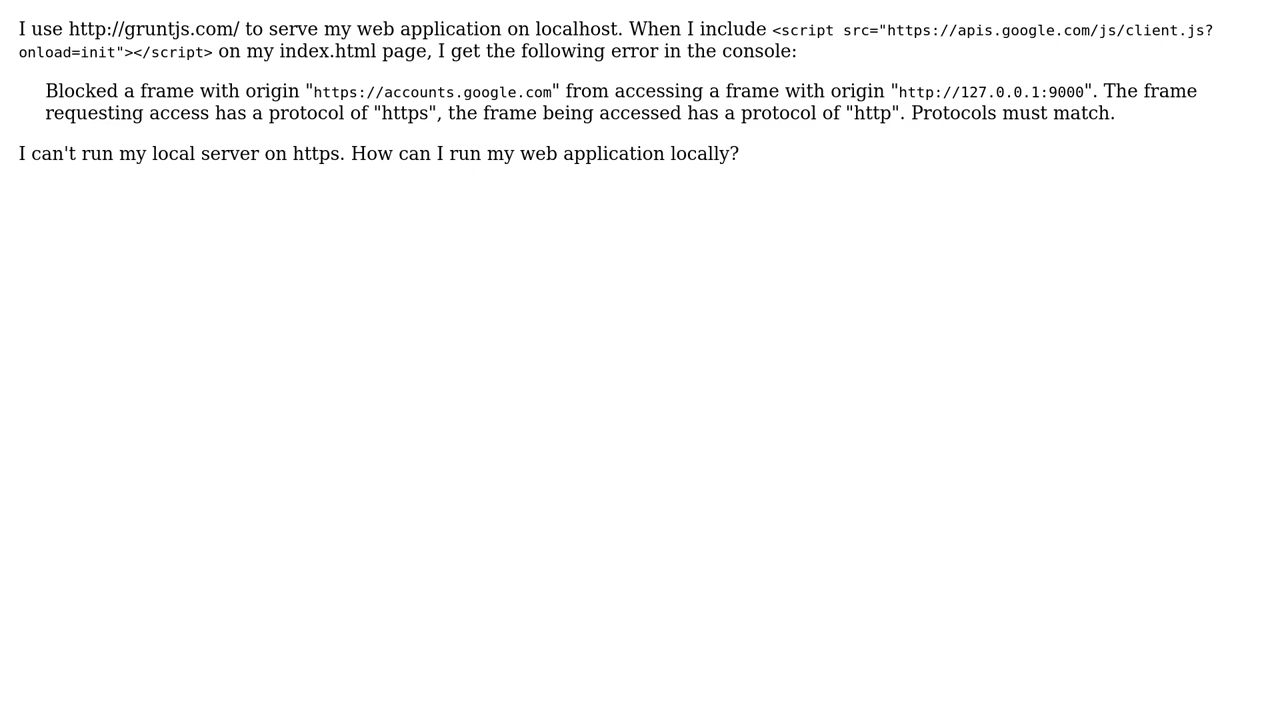 I use http://gruntjs.com/ to serve my web application on localhost. When I include <script src="https://apis.google.com/js/client.js?
onload=init"></script> on my index.html page, I get the following error in the console:
Blocked a frame with origin "https://accounts.google.com" from accessing a frame with origin "http://127.0.0.1:9000". The frame
requesting access has a protocol of "https", the frame being accessed has a protocol of "http". Protocols must match.
I can't run my local server on https. How can I run my web application locally?